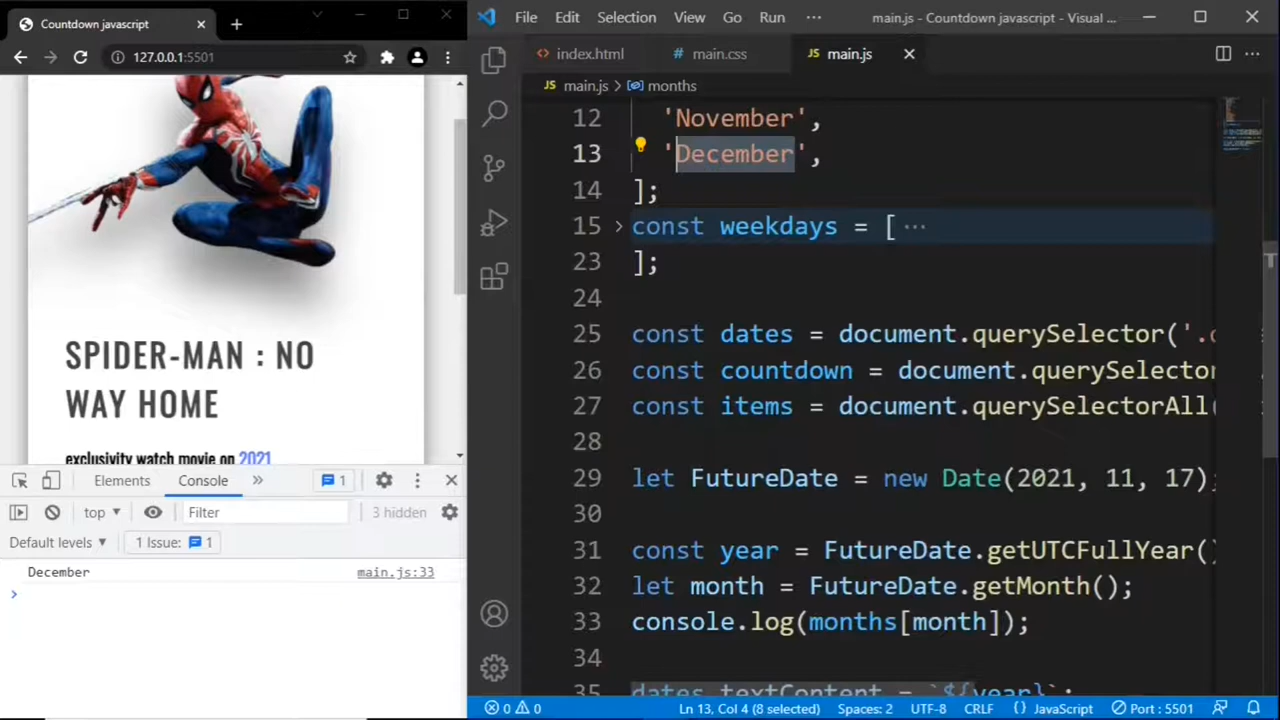 Countdown javascript
127.0.0.1:5501
SPIDER-MAN : NO
WAY HOME
exclusivity watch movie on 2021
Elements
Console
1
top
Filter
3 hidden
Default levels
1 Issue: 1
December
main.js:33
File Edit Selection View Go Run ··· main.js - Countdown javascript - Visual ...
index.html
main.css
JS main.js
JS main.js > months
12 'November',
13 'December',
14 ];
15 const weekdays = [ ···
23 ];
24
25 const dates = document.querySelector('.
26 const countdown = document.querySelector
27 const items = document.querySelectorAll(
28
29 let FutureDate = new Date(2021, 11, 17);
30
31 const year = FutureDate.getUTCFullYear()
32 let month = FutureDate.getMonth();
33 console.log(months[month]);
34
35 dates.textContent = `${year}`;
0 0 Ln 13, Col 4 (8 selected) Spaces: 2 UTF-8 CRLF {} JavaScript Port : 5501